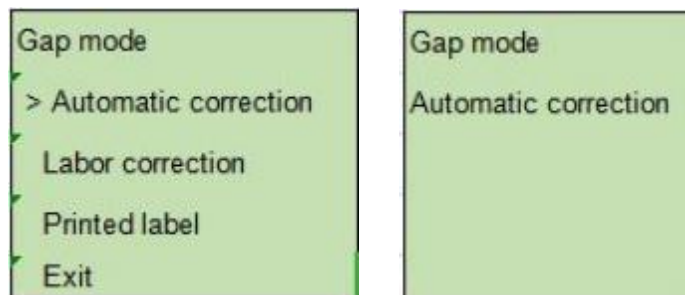 Gap mode
> Automatic correction
Labor correction
Printed label
Exit
Gap mode
Automatic correction